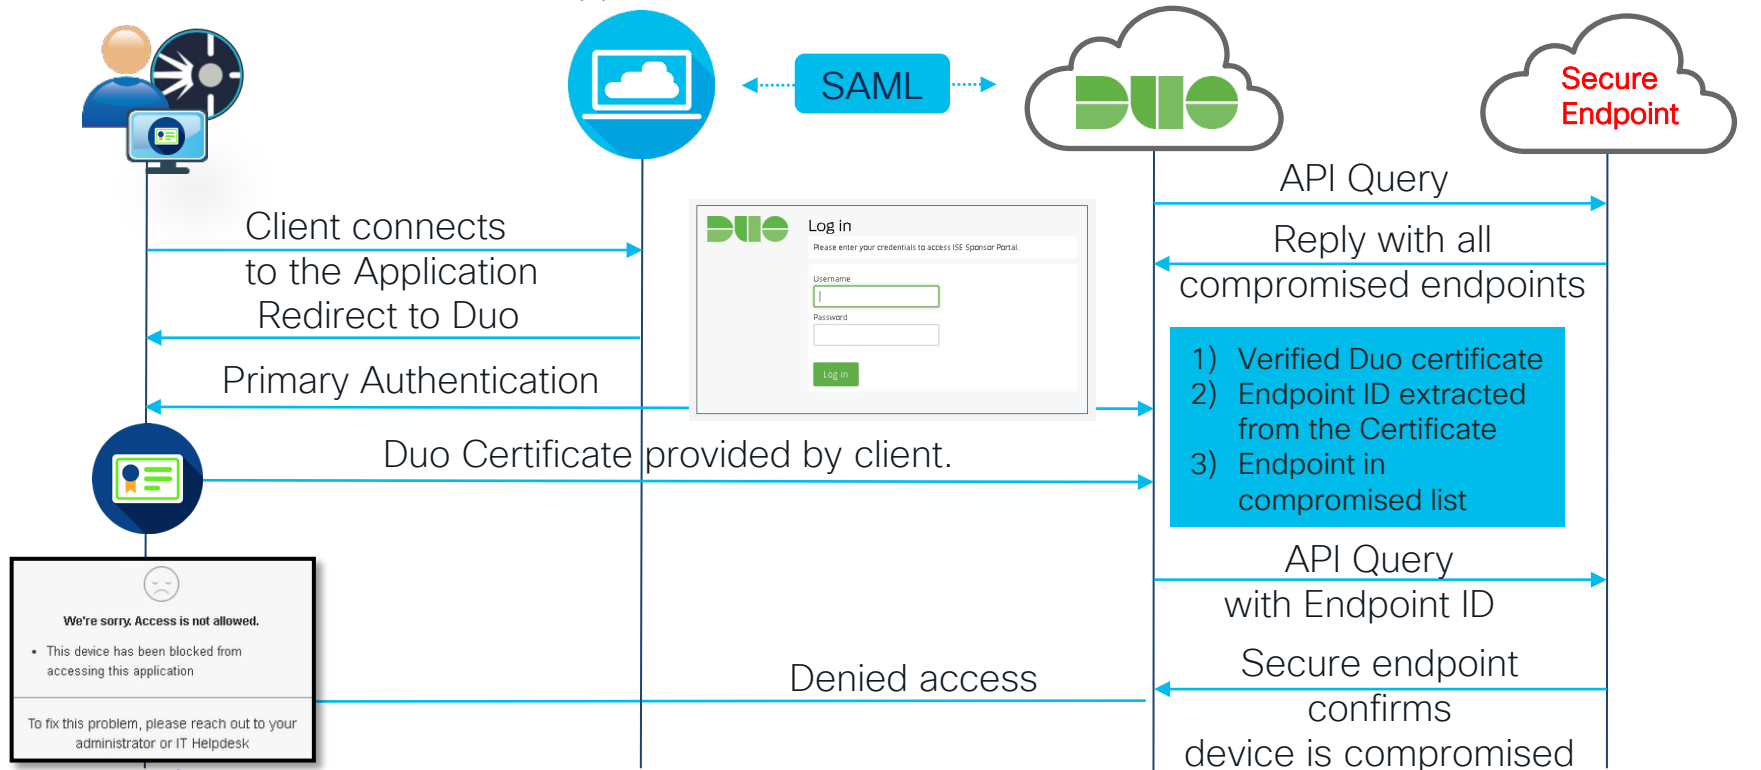 SAML
DUO
Secure
Endpoint
API Query
Client connects
to the Application
Reply with all
compromised endpoints
Redirect to Duo
DUO
Log in
Please enter your credentials to access ISE Sponsor Portal.
Username
Password
Log in
Primary Authentication
1) Verified Duo certificate
2) Endpoint ID extracted
from the Certificate
3) Endpoint in
compromised list
Duo Certificate provided by client.
API Query
with Endpoint ID
We're sorry. Access is not allowed.
• This device has been blocked from
accessing this application
To fix this problem, please reach out to your
administrator or IT Helpdesk
Denied access
Secure endpoint
confirms
device is compromised